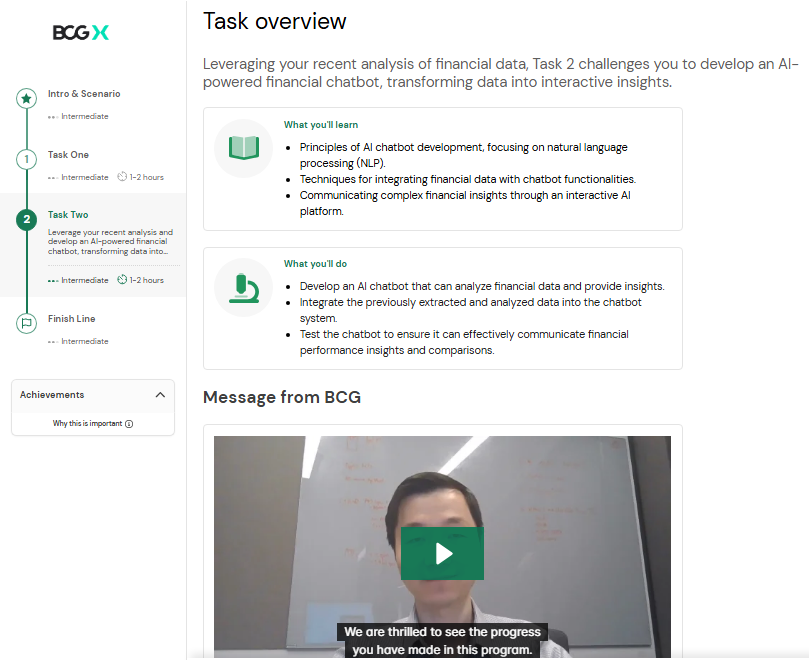 BCG X
Intro & Scenario
Intermediate
1
Task One
Intermediate 1-2 hours
2
Task Two
Leverage your recent analysis and
develop an AI-powered financial
chatbot, transforming data into...
Intermediate 1-2 hours
Finish Line
Intermediate
Achievements
Why this is important
Task overview
Leveraging your recent analysis of financial data, Task 2 challenges you to develop an AI-
powered financial chatbot, transforming data into interactive insights.
What you'll learn
Principles of AI chatbot development, focusing on natural language
processing (NLP).
Techniques for integrating financial data with chatbot functionalities.
Communicating complex financial insights through an interactive AI
platform.
What you'll do
Develop an AI chatbot that can analyze financial data and provide insights.
Integrate the previously extracted and analyzed data into the chatbot
system.
Test the chatbot to ensure it can effectively communicate financial
performance insights and comparisons.
Message from BCG
We are thrilled to see the progress
you have made in this program.